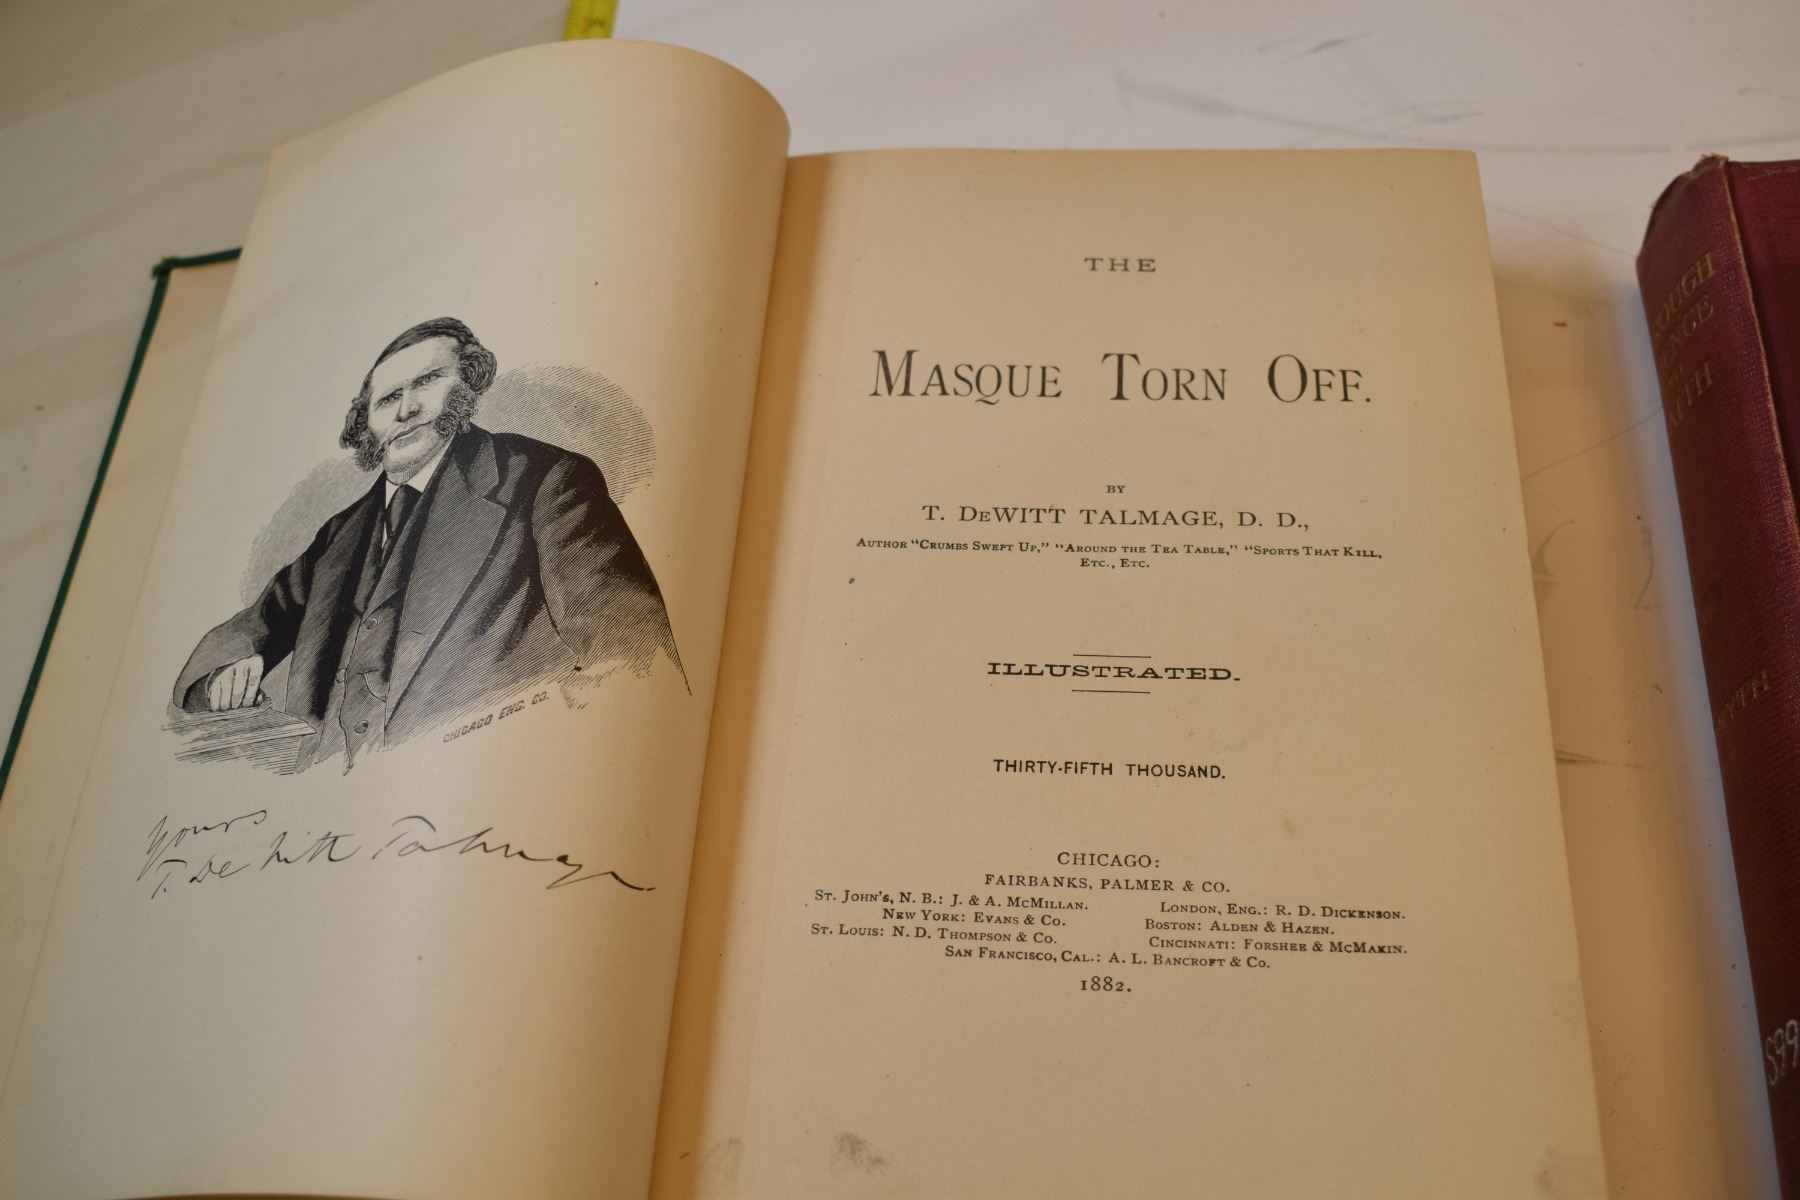 CHICAGO ENG. CO.
Yours
T. De Witt Talmage
THE
MASQUE TORN OFF.
BY
T. DEWITT TALMAGE, D. D.,
AUTHOR "CRUMBS SWEPT UP," "AROUND THE TEA TABLE," "SPORTS THAT KILL,
ETC., ETC.
ILLUSTRATED.
THIRTY-FIFTH THOUSAND.
CHICAGO:
FAIRBANKS, PALMER & CO.
ST. JOHN'S, N. B.: J. & A. MCMILLAN. LONDON, ENG.: R. D. DICKENSON.
NEW YORK: EVANS & CO. BOSTON: ALDEN & HAZEN.
ST. LOUIS: N. D. THOMPSON & CO. CINCINNATI: FORSHEE & MCMAKIN.
SAN FRANCISCO, CAL.: A. L. BANCROFT & CO.
1882.
599